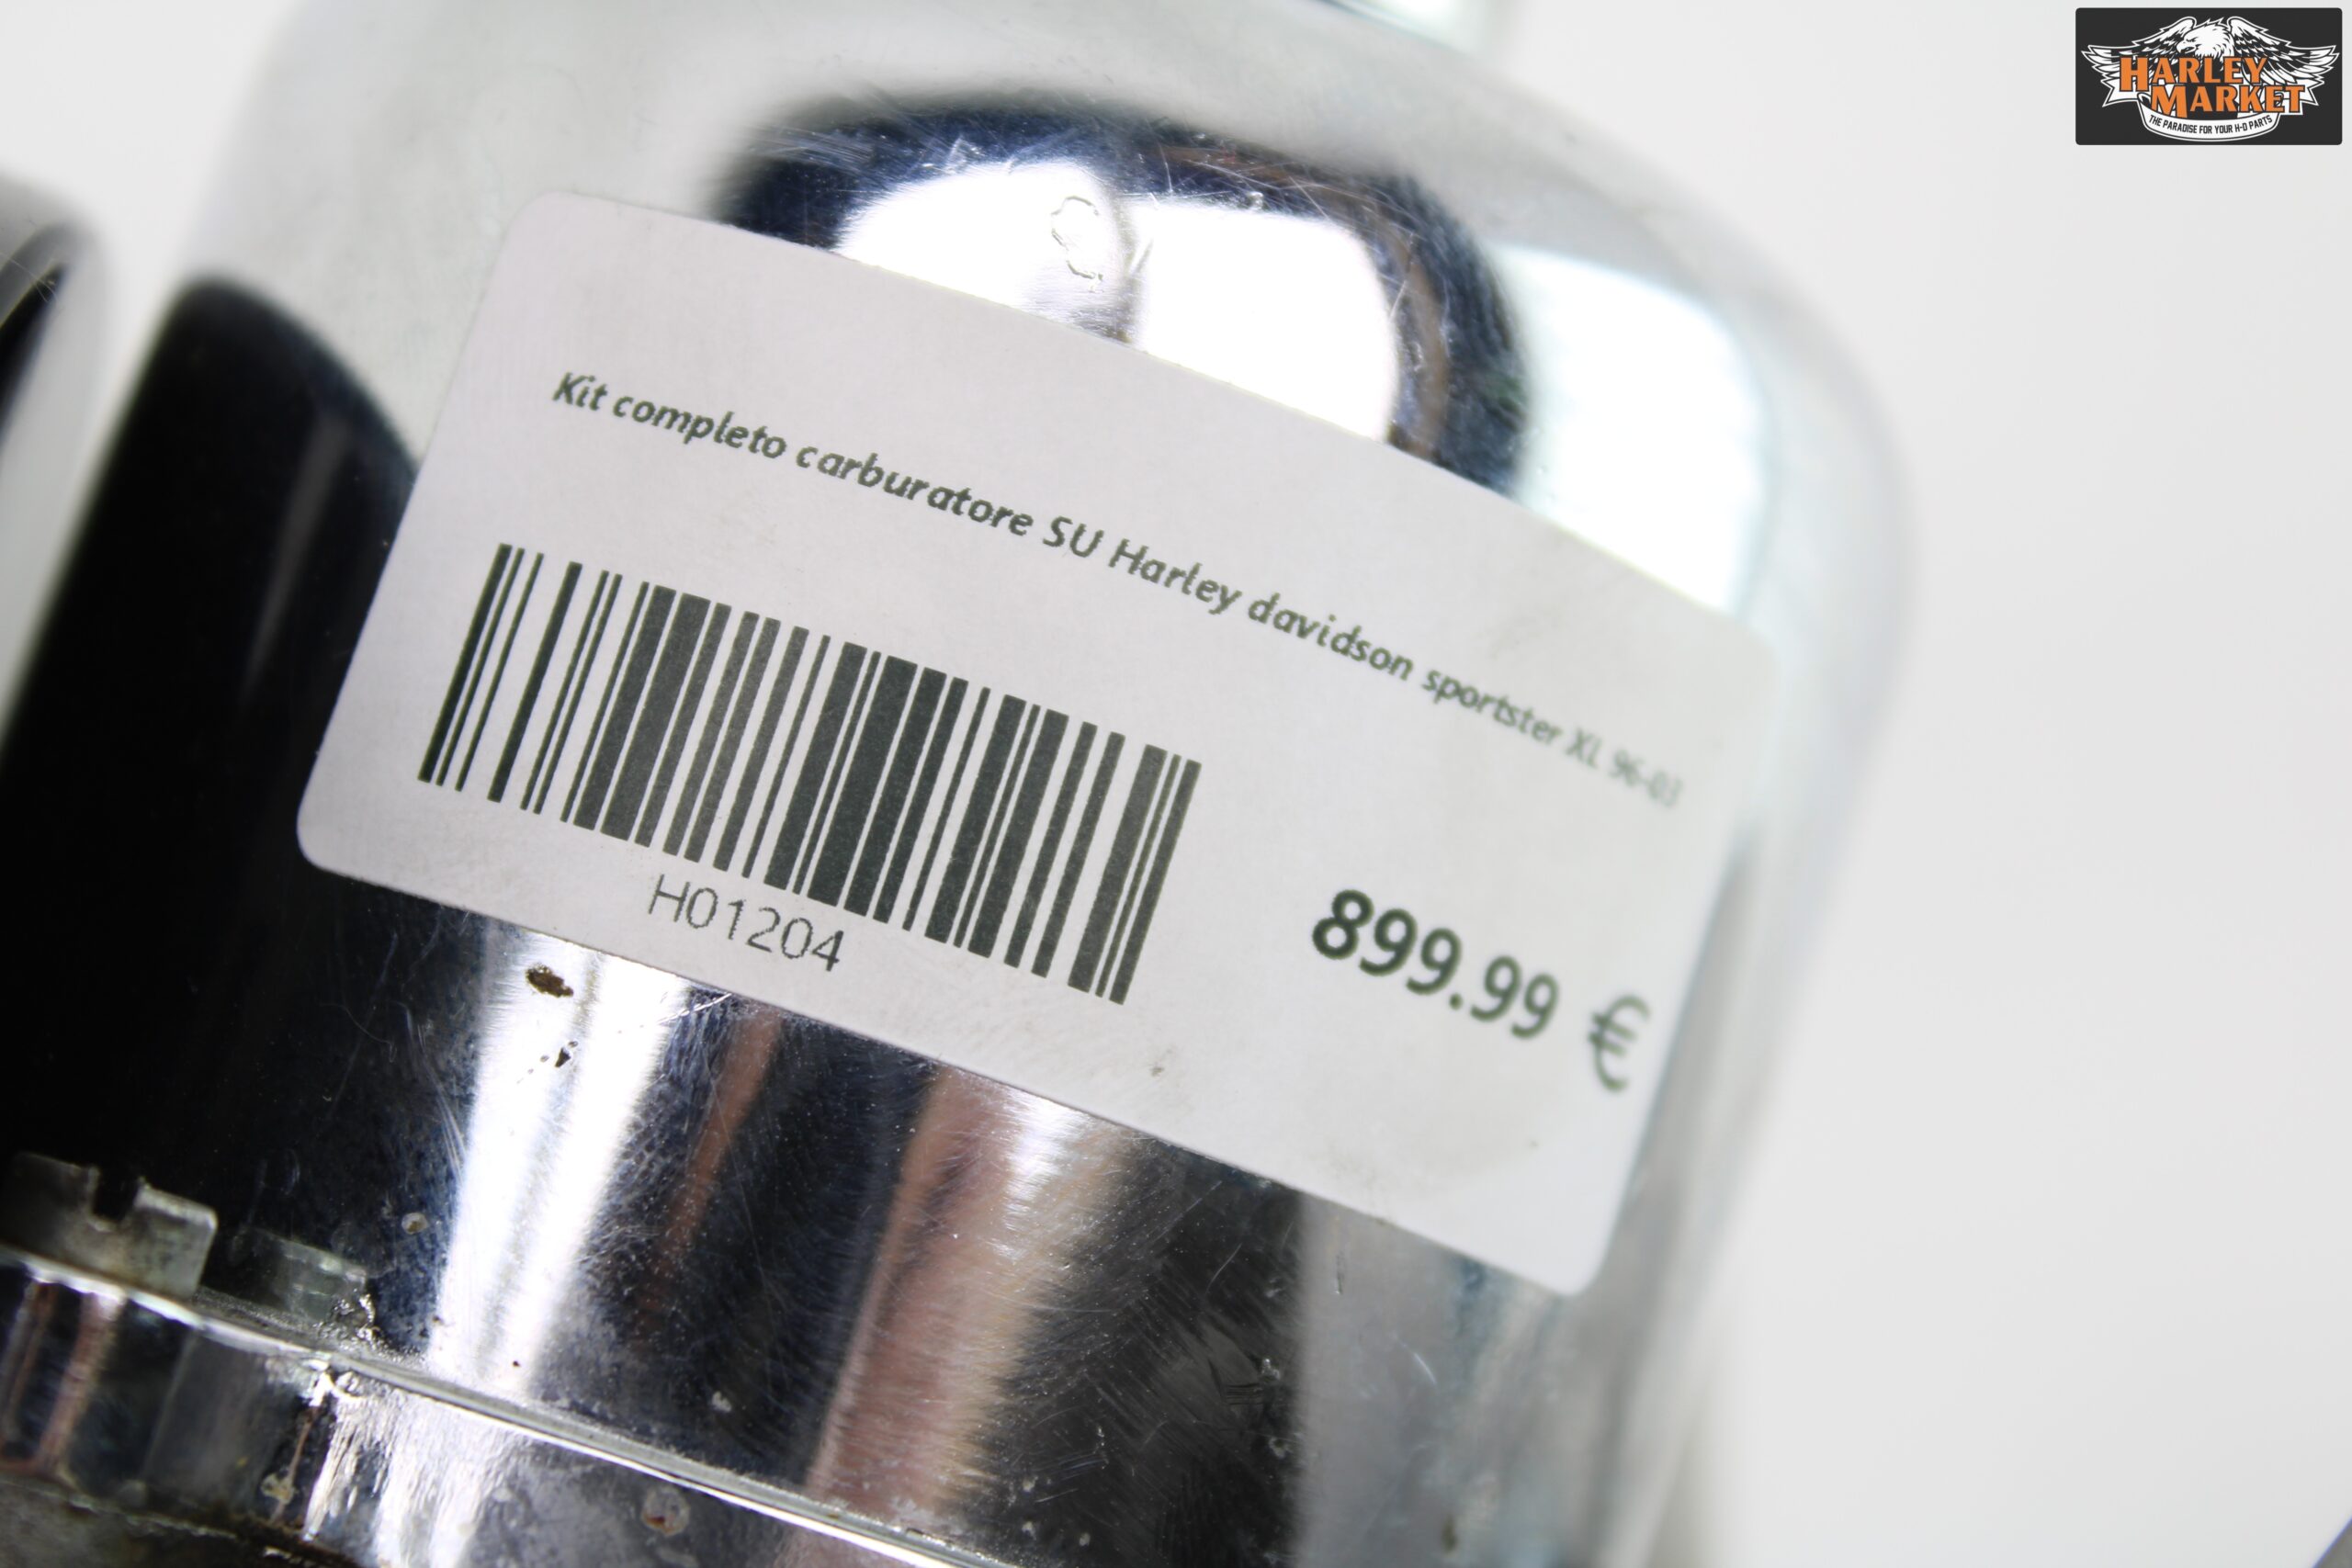 HARLEY
MARKET
THE PARADISE FOR YOUR H-D PARTS
Kit completo carburatore SU Harley davidson sportster XL 96-03
H01204
899.99 €